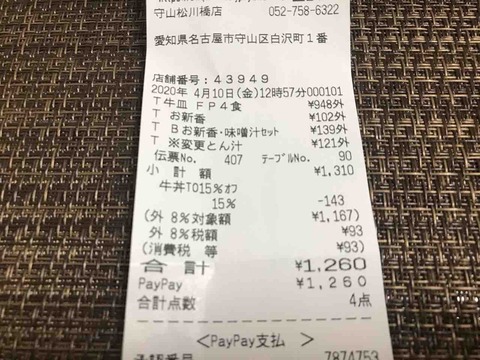 守山松川橋店 052-758-6322
愛知県名古屋市守山区白沢町1番
店舗番号:43949
2020年 4月10日(金)12時57分000101
T牛皿 FP4食 ¥948外
T お新香 ¥102外
T Bお新香・味噌汁セット ¥139外
T ※変更とん汁 ¥121外
伝票No. 407 テーブルNo. 90
小 計 額 ¥1,310
牛丼TO15%オフ
15% -143
(外 8%対象額 ¥1,167)
外 8%税額 ¥93
(消費税 等 ¥93)
合 計 ¥1,260
PayPay ¥1,260
合計点数 4点
<PayPay支払 >
承認番号 7874753